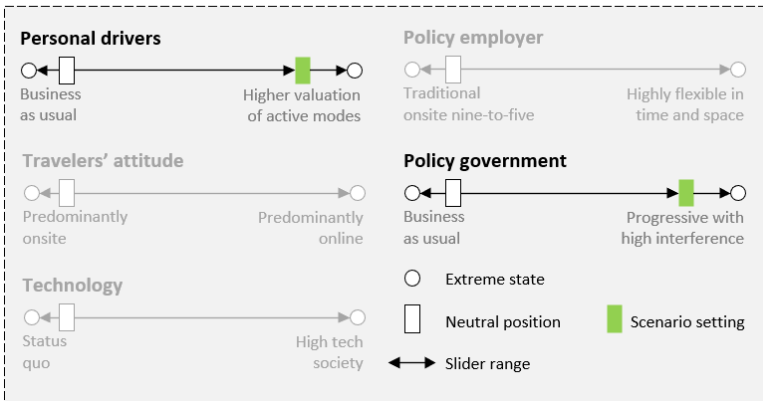 Personal drivers
Business
as usual
Higher valuation
of active modes
Policy employer
Traditional
onsite nine-to-five
Highly flexible in
time and space
Travelers’ attitude
Predominantly
onsite
Predominantly
online
Policy government
Business
as usual
Progressive with
high interference
Technology
Status
quo
High tech
society
Extreme state
Neutral position
Scenario setting
Slider range